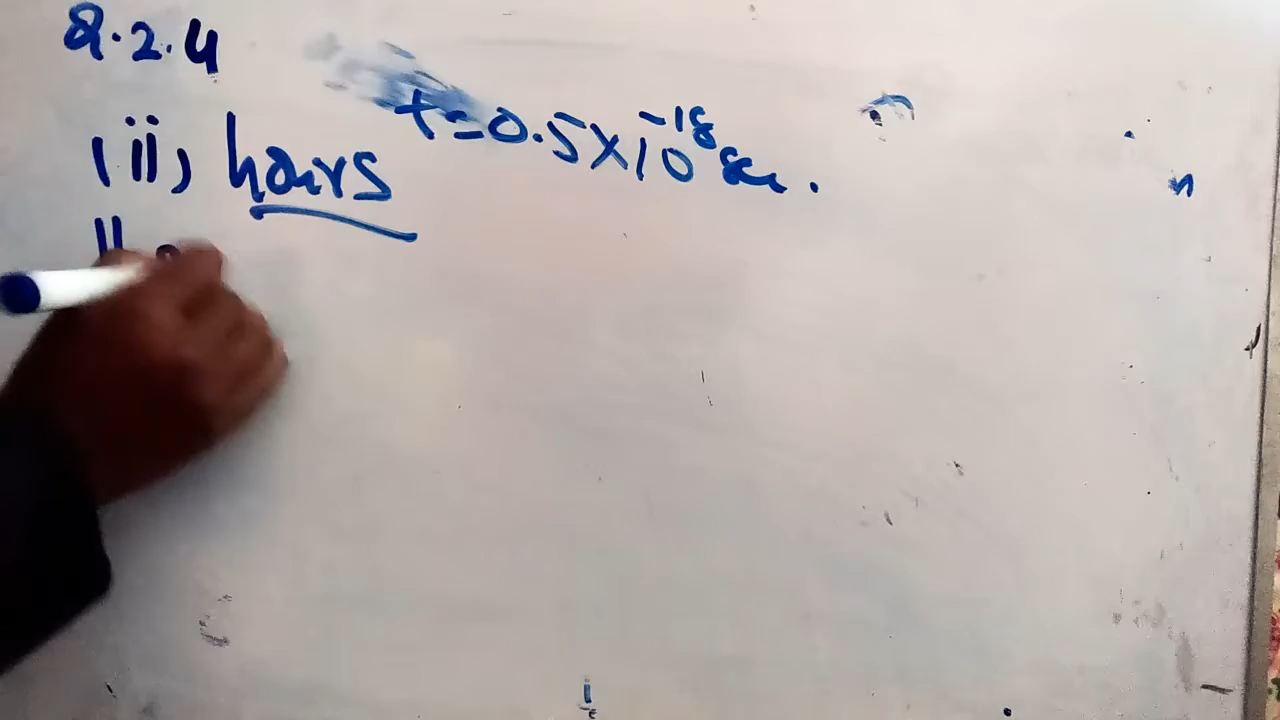 Q.2.4
t=0.5×10⁻¹⁸ sec.
(ii) hours